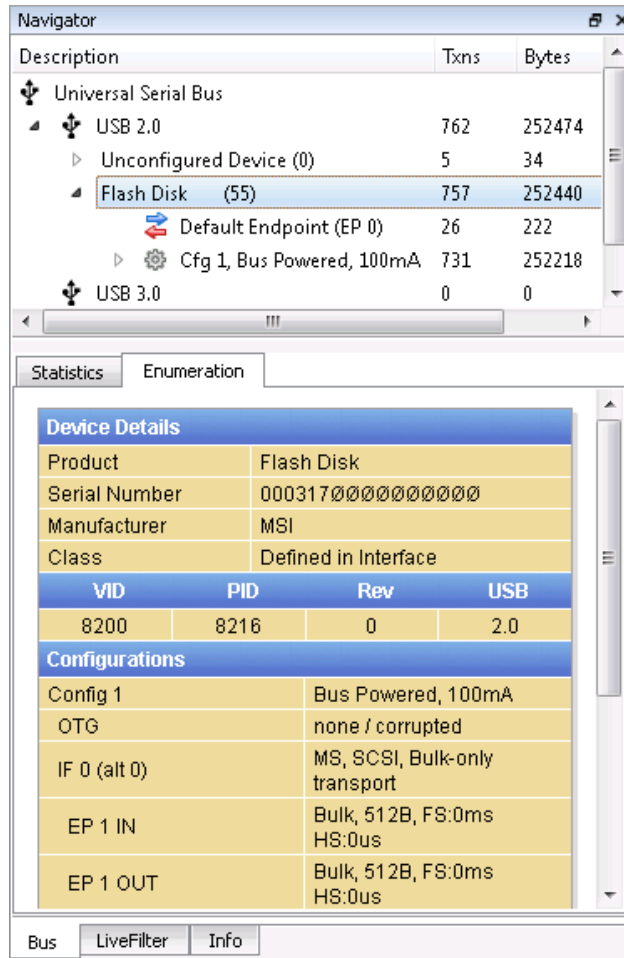 Navigator
Description Txns Bytes
Universal Serial Bus
USB 2.0 762 252474
Unconfigured Device (0) 5 34
Flash Disk (55) 757 252440
Default Endpoint (EP 0) 26 222
Cfg 1, Bus Powered, 100mA 731 252218
USB 3.0 0 0
Statistics Enumeration
Device Details
Product Flash Disk
Serial Number 000317ØØØØØØØØØØ
Manufacturer MSI
Class Defined in Interface
VID PID Rev USB
8200 8216 0 2.0
Configurations
Config 1 Bus Powered, 100mA
OTG none / corrupted
IF 0 (alt 0) MS, SCSI, Bulk-only
transport
EP 1 IN Bulk, 512B, FS:0ms
HS:0us
EP 1 OUT Bulk, 512B, FS:0ms
HS:0us
Bus LiveFilter Info